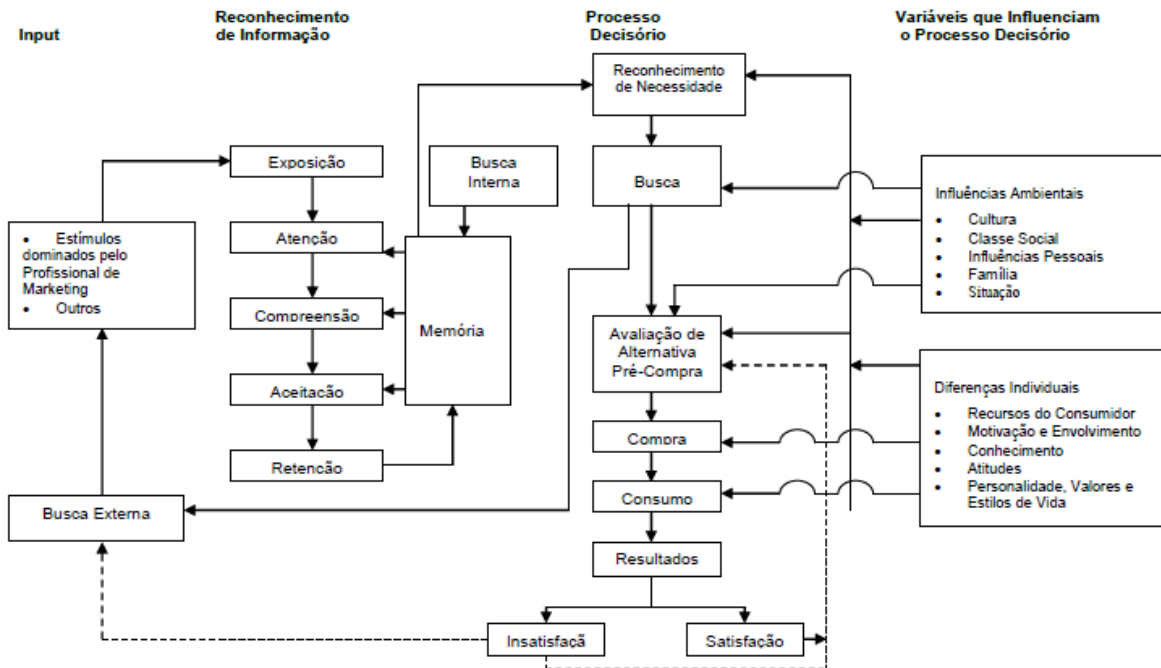 Input
Reconhecimento
de Informação
Processo
Decisório
Variáveis que Influenciam
o Processo Decisório
Reconhecimento
de Necessidade
Exposição
Busca
Interna
Busca
Influências Ambientais
• Cultura
• Classe Social
• Influências Pessoais
• Família
• Situação
• Estímulos
dominados pelo
Profissional de
Marketing
• Outros
Atenção
Compreensão
Memória
Avaliação de
Alternativa
Pré-Compra
Aceitacão
Diferenças Individuais
• Recursos do Consumidor
• Motivação e Envolvimento
• Conhecimento
• Atitudes
• Personalidade, Valores e
Estilos de Vida
Compra
Retencão
Consumo
Busca Externa
Resultados
Insatisfaçã
Satisfação